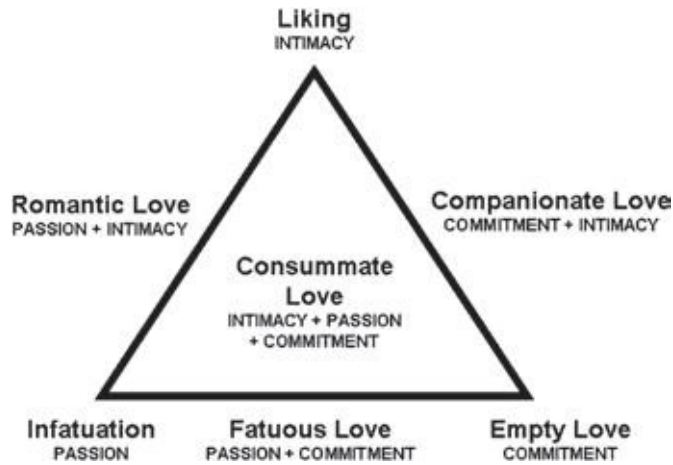 Liking
INTIMACY
Romantic Love
PASSION + INTIMACY
Companionate Love
COMMITMENT + INTIMACY
Consummate
Love
INTIMACY + PASSION
+ COMMITMENT
Infatuation
PASSION
Fatuous Love
PASSION + COMMITMENT
Empty Love
COMMITMENT